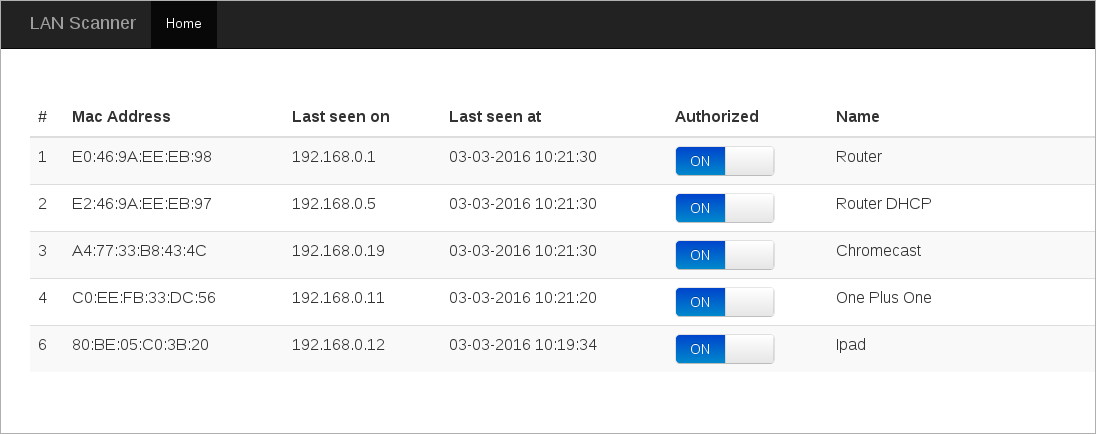 LAN Scanner Home
# Mac Address Last seen on Last seen at Authorized Name
1 E0:46:9A:EE:EB:98 192.168.0.1 03-03-2016 10:21:30 ON Router
2 E2:46:9A:EE:EB:97 192.168.0.5 03-03-2016 10:21:30 ON Router DHCP
3 A4:77:33:B8:43:4C 192.168.0.19 03-03-2016 10:21:30 ON Chromecast
4 C0:EE:FB:33:DC:56 192.168.0.11 03-03-2016 10:21:20 ON One Plus One
6 80:BE:05:C0:3B:20 192.168.0.12 03-03-2016 10:19:34 ON Ipad